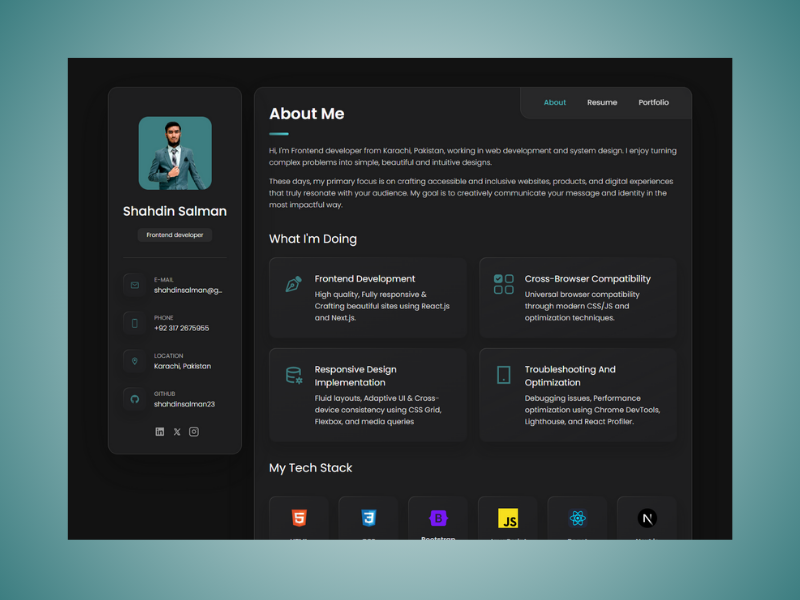 About
Resume
Portfolio
Shahdin Salman
Frontend developer
E-MAIL
shahdinsalman@g...
PHONE
+92 317 2675955
LOCATION
Karachi, Pakistan
GITHUB
shahdinsalman23
About Me
Hi, I'm Frontend developer from Karachi, Pakistan, working in web development and system design. I enjoy turning
complex problems into simple, beautiful and intuitive designs.
These days, my primary focus is on crafting accessible and inclusive websites, products, and digital experiences
that truly resonate with your audience. My goal is to creatively communicate your message and identity in the
most impactful way.
What I'm Doing
Frontend Development
High quality, Fully responsive &
Crafting beautiful sites using React.js
and Next.js.
Cross-Browser Compatibility
Universal browser compatibility
through modern CSS/JS and
optimization techniques.
Responsive Design
Implementation
Fluid layouts, Adaptive UI & Cross-
device consistency using CSS Grid,
Flexbox, and media queries
Troubleshooting And
Optimization
Debugging issues, Performance
optimization using Chrome DevTools,
Lighthouse, and React Profiler.
My Tech Stack
5
3
B
JS
N
Bootstrap